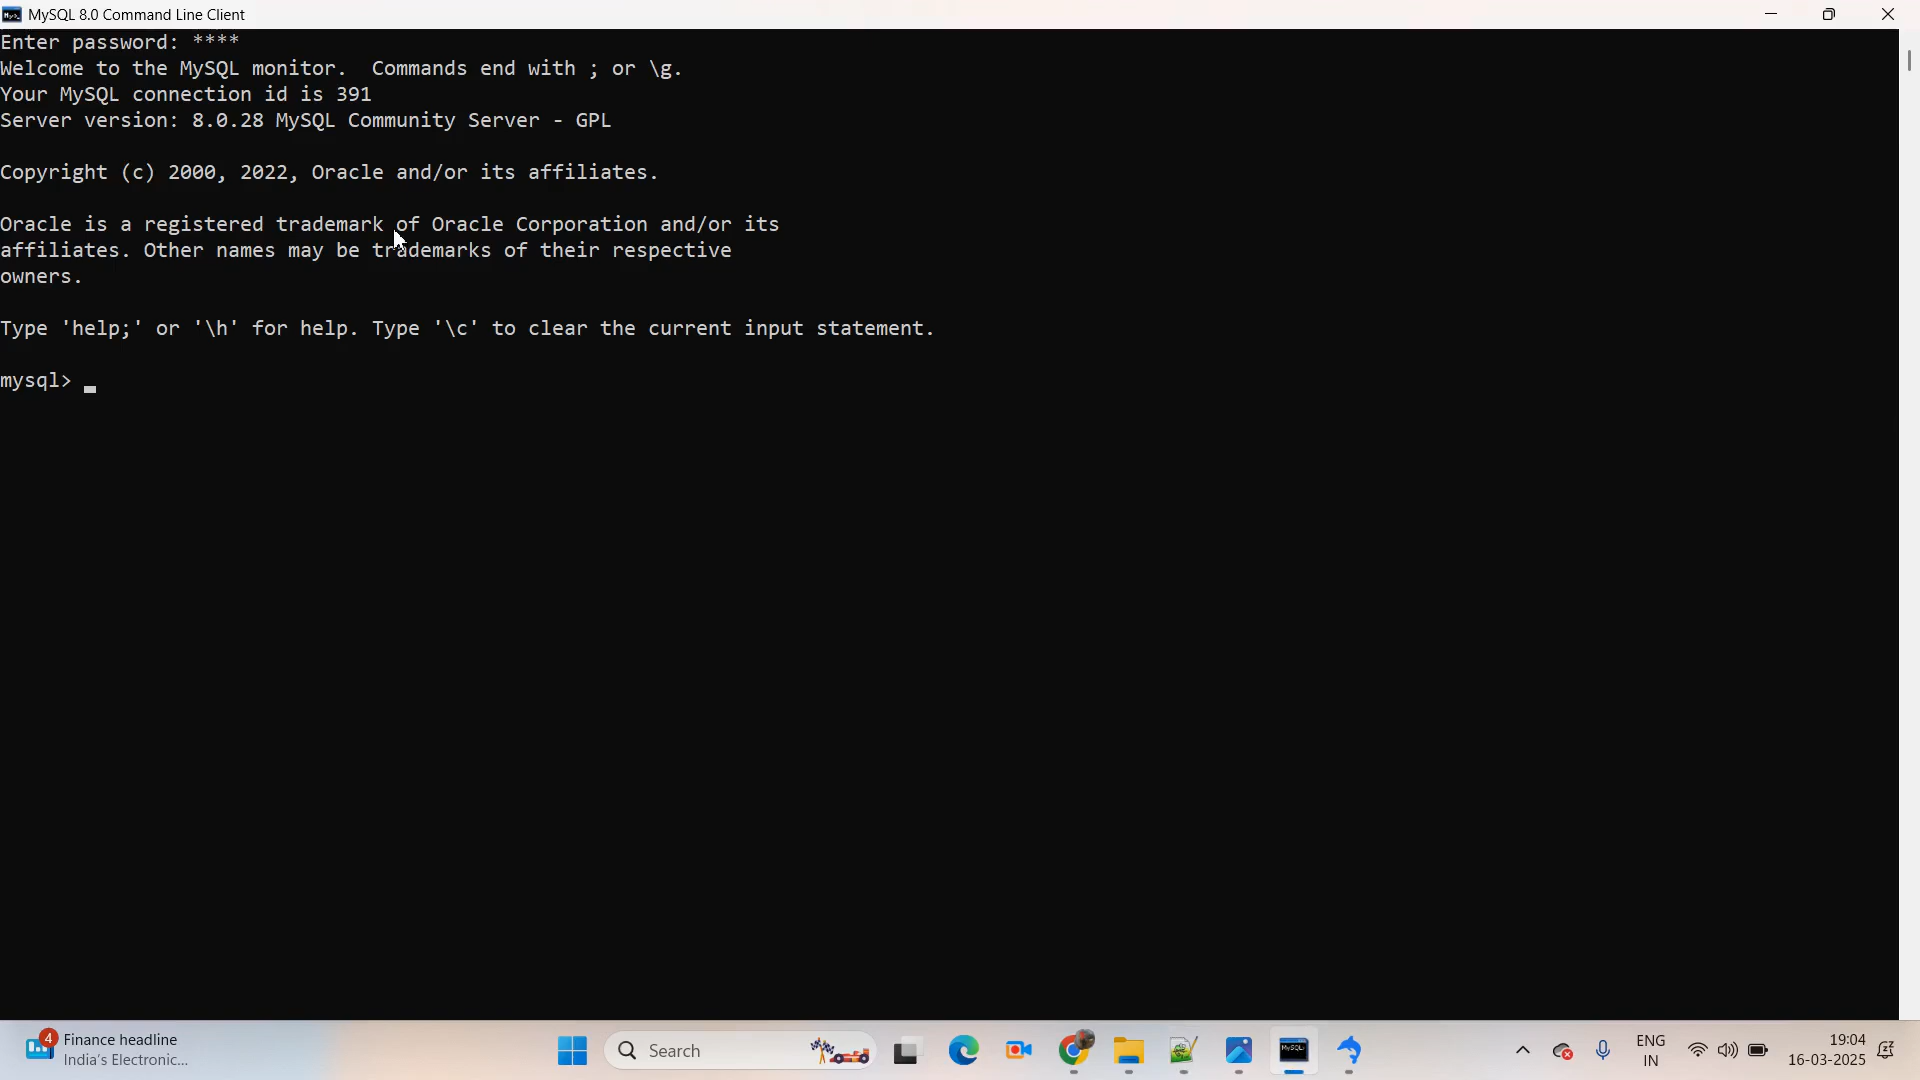 MySQL 8.0 Command Line Client
Enter password: ****
Welcome to the MySQL monitor.  Commands end with ; or \g.
Your MySQL connection id is 391
Server version: 8.0.28 MySQL Community Server - GPL
Copyright (c) 2000, 2022, Oracle and/or its affiliates.
Oracle is a registered trademark of Oracle Corporation and/or its
affiliates. Other names may be trademarks of their respective
owners.
Type 'help;' or '\h' for help. Type '\c' to clear the current input statement.
mysql>
4
Finance headline
India's Electronic...
Search
MySQL
ENG
IN
19:04
16-03-2025